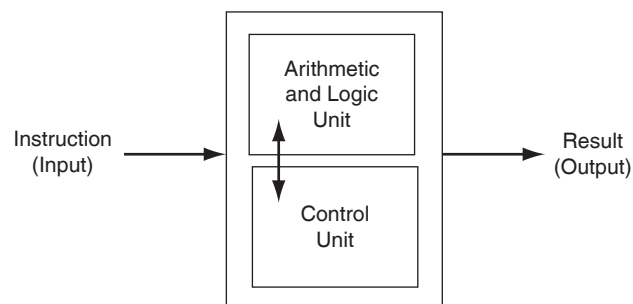 Arithmetic
and Logic
Unit
Instruction
(Input)
Result
(Output)
Control
Unit